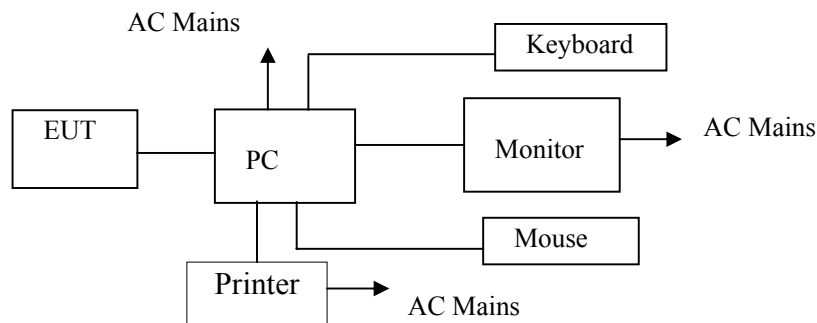 AC Mains
Keyboard
EUT
PC
Monitor
AC Mains
Mouse
Printer
AC Mains